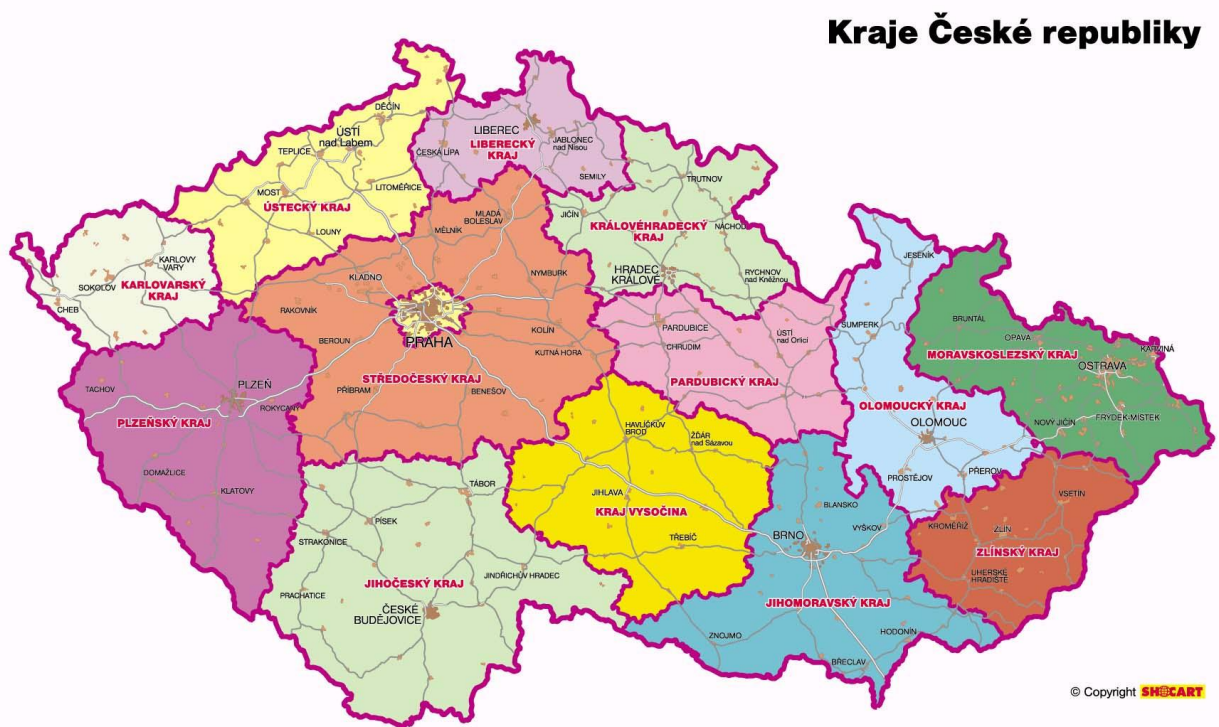 Kraje České republiky
DĚČÍN
ÚSTÍ
nad Labem
TEPLICE
MOST
LITOMĚŘICE
ÚSTECKÝ KRAJ
LOUNY
LIBEREC
LIBERECKÝ
KRAJ
JABLONEC
nad Nisou
ČESKÁ LÍPA
SEMILY
TRUTNOV
JIČÍN
KRÁLOVÉHRADECKÝ
KRAJ
NÁCHOD
HRADEC
KRÁLOVÉ
RYCHNOV
nad Kněžnou
KARLOVY
VARY
SOKOLOV
KARLOVARSKÝ
KRAJ
CHEB
MLADÁ
BOLESLAV
MĚLNÍK
KLADNO
NYMBURK
RAKOVNÍK
PRAHA
BEROUN
KOLÍN
KUTNÁ HORA
STŘEDOČESKÝ KRAJ
PŘÍBRAM
BENEŠOV
PLZEŇ
TACHOV
ROKYCANY
PLZEŇSKÝ KRAJ
DOMAŽLICE
KLATOVY
PARDUBICE
CHRUDIM
ÚSTÍ
nad Orlicí
PARDUBICKÝ KRAJ
JESENÍK
ŠUMPERK
OLOMOUCKÝ KRAJ
OLOMOUC
PŘEROV
PROSTĚJOV
BRUNTÁL
OPAVA
KARVINÁ
MORAVSKOSLEZSKÝ KRAJ
OSTRAVA
NOVÝ JIČÍN
FRÝDEK-MÍSTEK
HAVLÍČKŮV
BROD
ŽĎÁR
nad Sázavou
JIHLAVA
KRAJ VYSOČINA
TŘEBÍČ
TÁBOR
PÍSEK
STRAKONICE
JIHOČESKÝ KRAJ
JINDŘICHŮV HRADEC
PRACHATICE
ČESKÉ
BUDĚJOVICE
BLANSKO
VYŠKOV
BRNO
JIHOMORAVSKÝ KRAJ
ZNOJMO
HODONÍN
BŘECLAV
VSETÍN
KROMĚŘÍŽ
ZLÍN
ZLÍNSKÝ KRAJ
UHERSKÉ
HRADIŠTĚ
© Copyright SHOCART